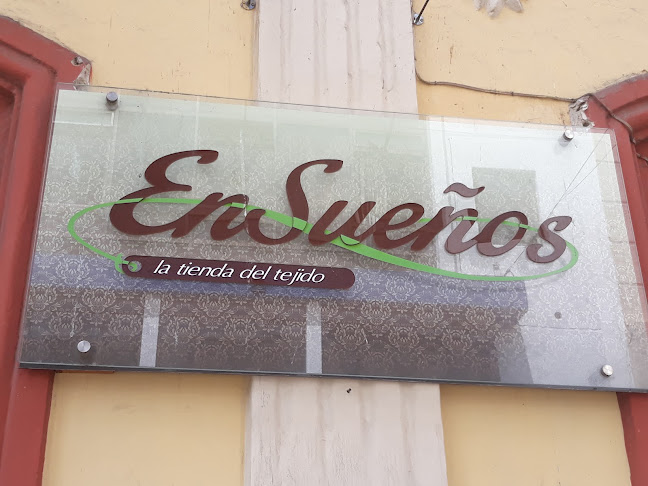 EnSueños
la tienda del tejido